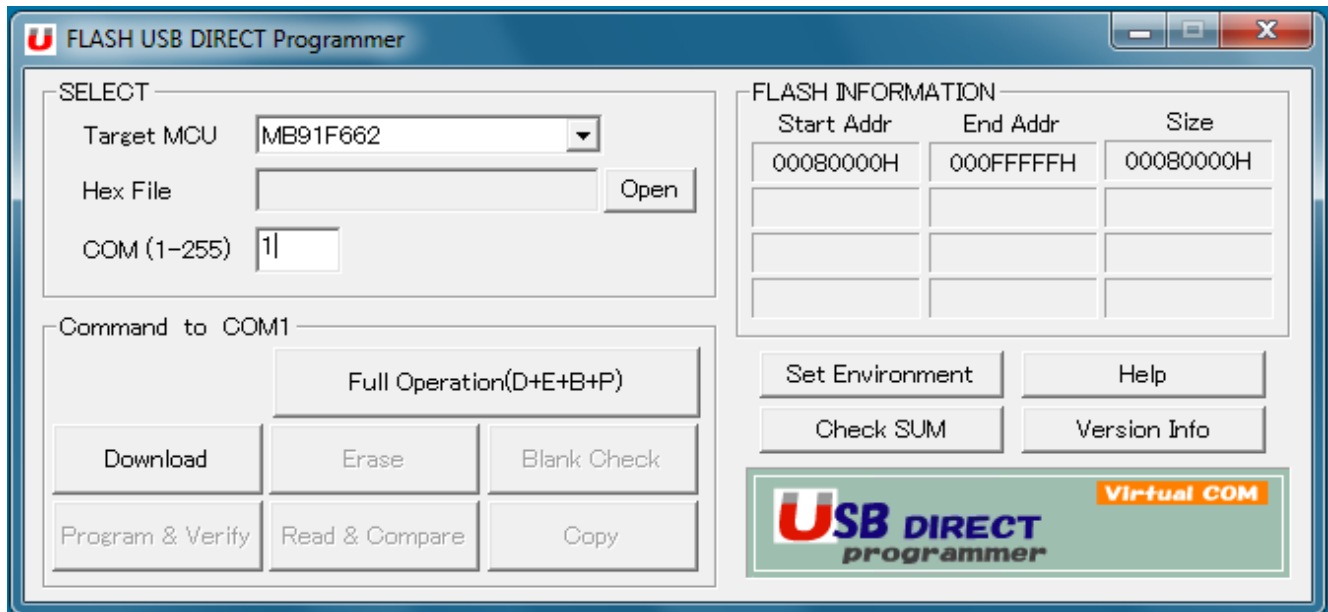 FLASH USB DIRECT Programmer
SELECT
Target MCU MB91F662
Hex File Open
COM (1-255) 1
Command to COM1
Full Operation(D+E+B+P)
Download Erase Blank Check
Program & Verify Read & Compare Copy
FLASH INFORMATION
Start Addr End Addr Size
00080000H 000FFFFFH 00080000H
Set Environment Help
Check SUM Version Info
Virtual COM
USB DIRECT
programmer